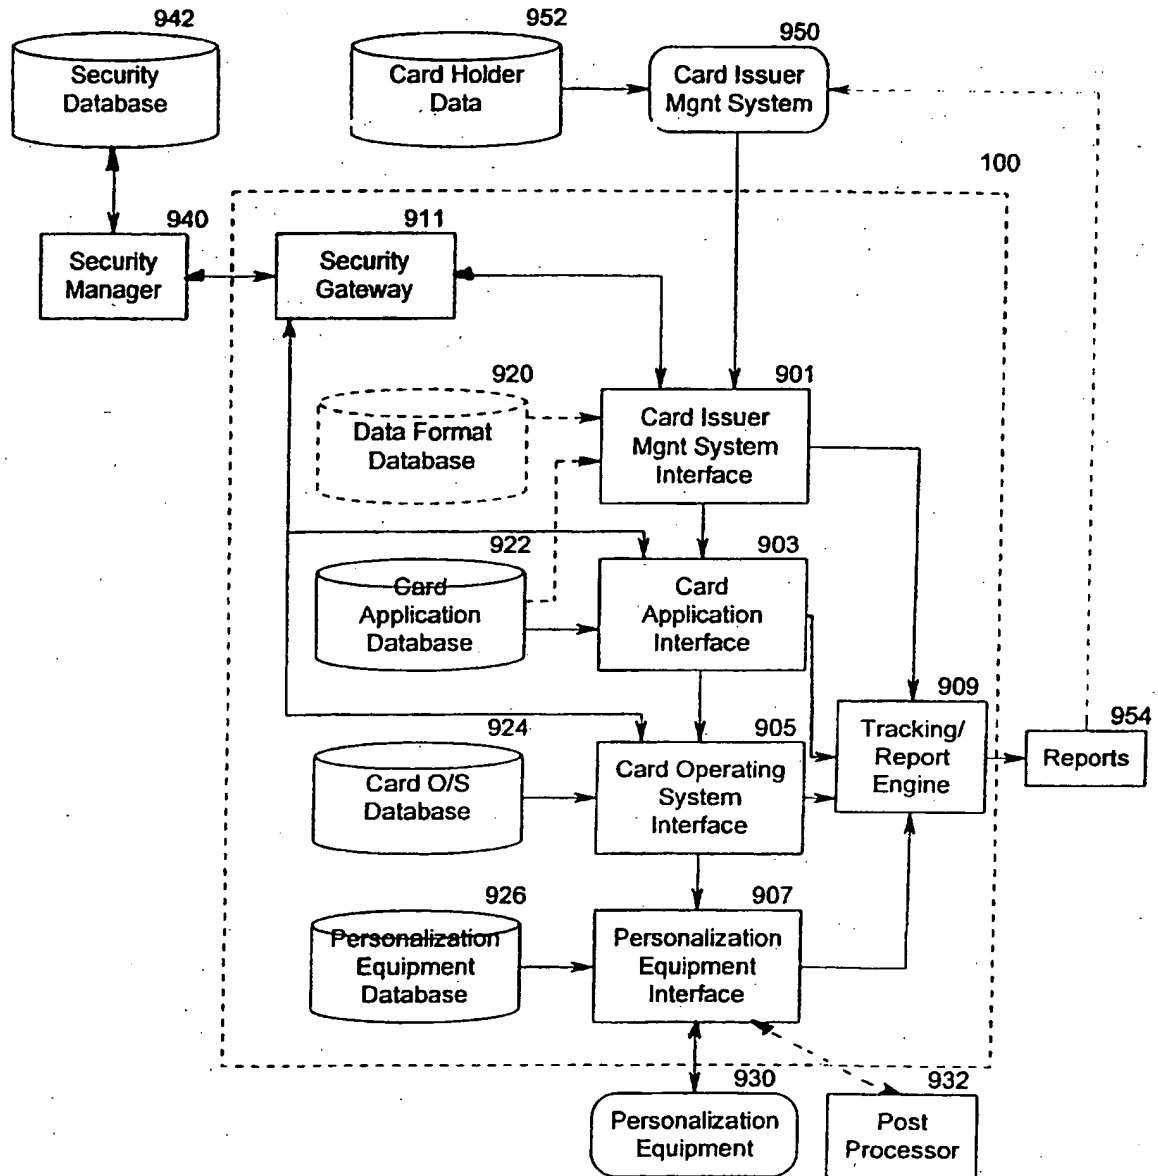 942
952
950
Security
Database
Card Holder
Data
Card Issuer
Mgnt System
100
940
911
Security
Manager
Security
Gateway
920
901
Data Format
Database
Card Issuer
Mgnt System
Interface
922
903
Card
Application
Database
Card
Application
Interface
909
954
924
905
Tracking/
Report
Engine
Reports
Card O/S
Database
Card Operating
System
Interface
926
907
Personalization
Equipment
Database
Personalization
Equipment
Interface
930
932
Personalization
Equipment
Post
Processor